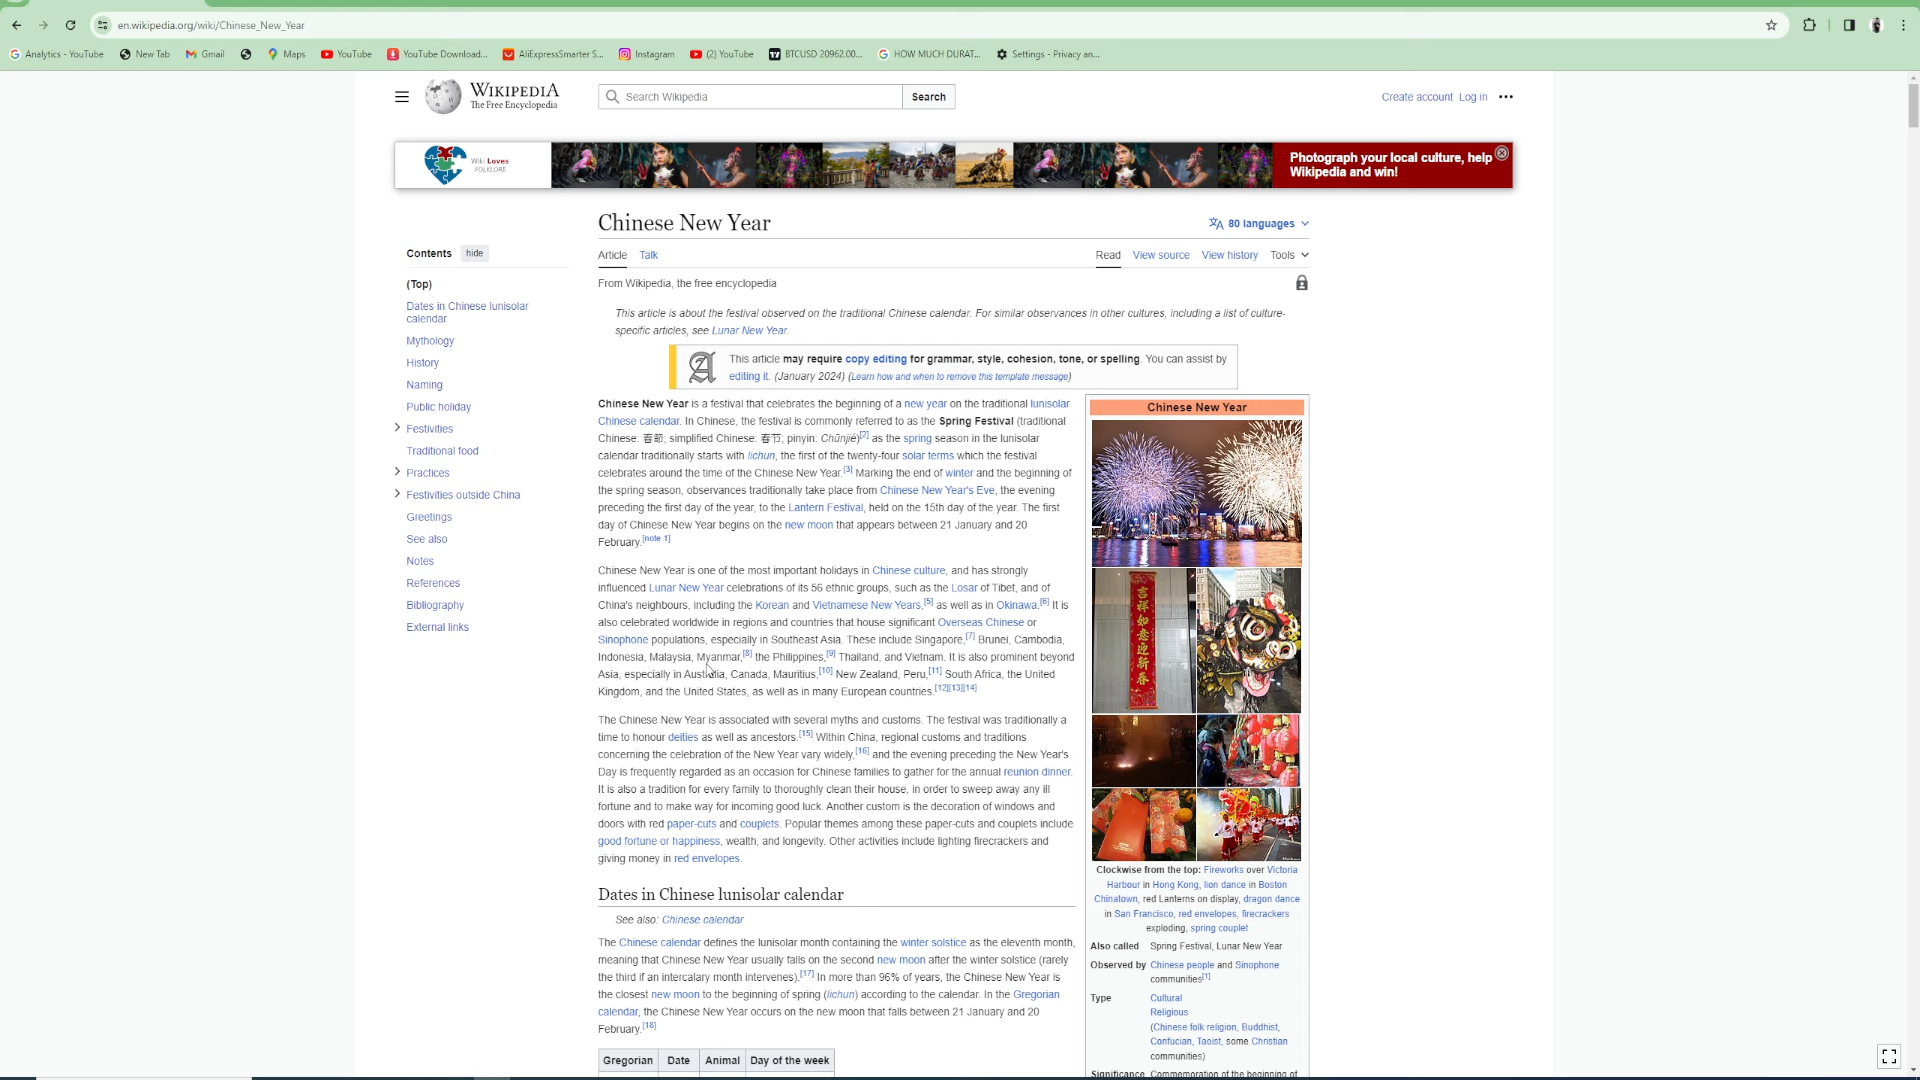 en.wikipedia.org/wiki/Chinese_New_Year
Analytics - YouTube New Tab Gmail Maps YouTube YouTube Download... AliExpressSmarter S... Instagram (2) YouTube BTCUSD 20962.00... HOW MUCH DURAT... Settings - Privacy an...
WIKIPEDIA
The Free Encyclopedia
Search Wikipedia
Search
Create account Log in
Wiki Loves
FOLKLORE
Photograph your local culture, help
Wikipedia and win!
Chinese New Year
80 languages
Contents hide
(Top)
Dates in Chinese lunisolar
calendar
Mythology
History
Naming
Public holiday
Festivities
Traditional food
Practices
Festivities outside China
Greetings
See also
Notes
References
Bibliography
External links
Article Talk
Read View source View history Tools
From Wikipedia, the free encyclopedia
This article is about the festival observed on the traditional Chinese calendar. For similar observances in other cultures, including a list of culture-
specific articles, see Lunar New Year.
This article may require copy editing for grammar, style, cohesion, tone, or spelling. You can assist by
editing it. (January 2024) (Learn how and when to remove this template message)
Chinese New Year is a festival that celebrates the beginning of a new year on the traditional lunisolar
Chinese calendar. In Chinese, the festival is commonly referred to as the Spring Festival (traditional
Chinese: 春節; simplified Chinese: 春节; pinyin: Chūnjié)[2] as the spring season in the lunisolar
calendar traditionally starts with lichun, the first of the twenty-four solar terms which the festival
celebrates around the time of the Chinese New Year.[3] Marking the end of winter and the beginning of
the spring season, observances traditionally take place from Chinese New Year's Eve, the evening
preceding the first day of the year, to the Lantern Festival, held on the 15th day of the year. The first
day of Chinese New Year begins on the new moon that appears between 21 January and 20
February.[note 1]
Chinese New Year is one of the most important holidays in Chinese culture, and has strongly
influenced Lunar New Year celebrations of its 56 ethnic groups, such as the Losar of Tibet, and of
China's neighbours, including the Korean and Vietnamese New Years,[5] as well as in Okinawa.[6] It is
also celebrated worldwide in regions and countries that house significant Overseas Chinese or
Sinophone populations, especially in Southeast Asia. These include Singapore,[7] Brunei, Cambodia,
Indonesia, Malaysia, Myanmar,[8] the Philippines,[9] Thailand, and Vietnam. It is also prominent beyond
Asia, especially in Australia, Canada, Mauritius,[10] New Zealand, Peru,[11] South Africa, the United
Kingdom, and the United States, as well as in many European countries.[12][13][14]
The Chinese New Year is associated with several myths and customs. The festival was traditionally a
time to honour deities as well as ancestors.[15] Within China, regional customs and traditions
concerning the celebration of the New Year vary widely,[16] and the evening preceding the New Year's
Day is frequently regarded as an occasion for Chinese families to gather for the annual reunion dinner.
It is also a tradition for every family to thoroughly clean their house, in order to sweep away any ill
fortune and to make way for incoming good luck. Another custom is the decoration of windows and
doors with red paper-cuts and couplets. Popular themes among these paper-cuts and couplets include
good fortune or happiness, wealth, and longevity. Other activities include lighting firecrackers and
giving money in red envelopes.
Dates in Chinese lunisolar calendar
See also: Chinese calendar
The Chinese calendar defines the lunisolar month containing the winter solstice as the eleventh month,
meaning that Chinese New Year usually falls on the second new moon after the winter solstice (rarely
the third if an intercalary month intervenes).[17] In more than 96% of years, the Chinese New Year is
the closest new moon to the beginning of spring (lichun) according to the calendar. In the Gregorian
calendar, the Chinese New Year occurs on the new moon that falls between 21 January and 20
February.[18]
Gregorian Date Animal Day of the week
Chinese New Year
吉祥如意迎新春
Clockwise from the top: Fireworks over Victoria
Harbour in Hong Kong, lion dance in Boston
Chinatown, red Lanterns on display, dragon dance
in San Francisco, red envelopes, firecrackers
exploding, spring couplet
Also called Spring Festival, Lunar New Year
Observed by Chinese people and Sinophone
communities[1]
Type Cultural
Religious
(Chinese folk religion, Buddhist,
Confucian, Taoist, some Christian
communities)
Significance Commemoration of the beginning of